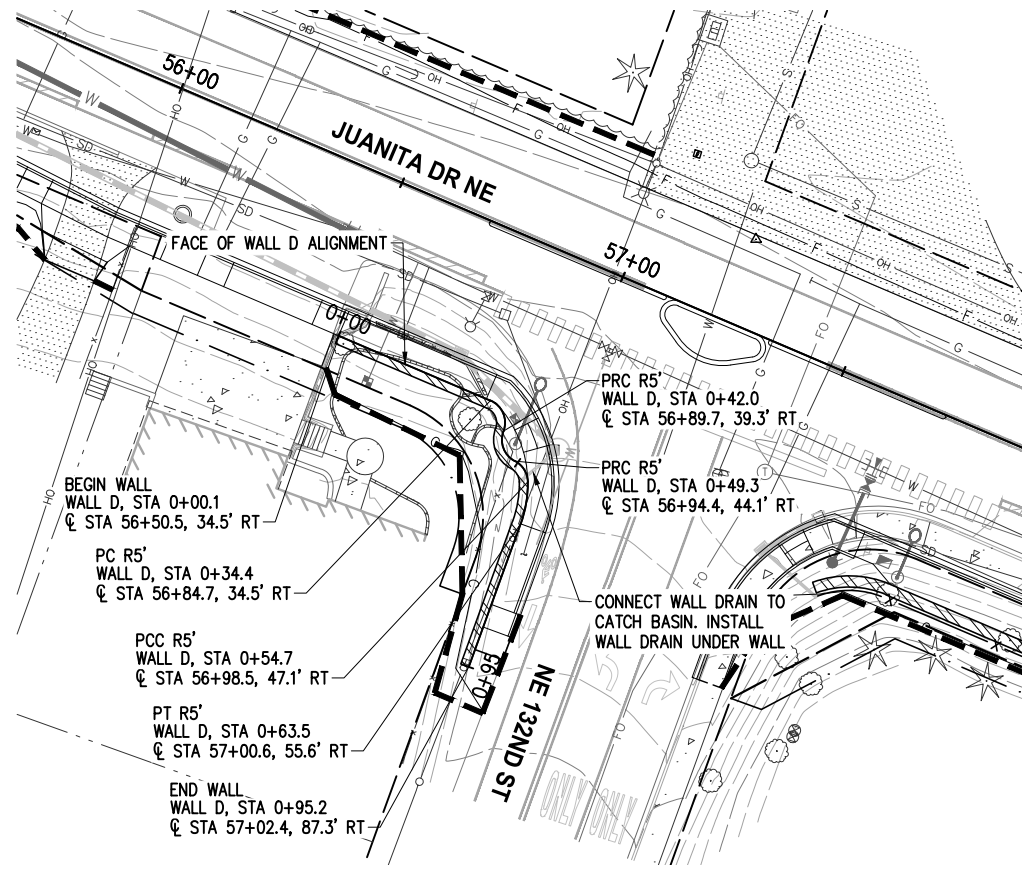 56+00
JUANITA DR NE
57+00
FACE OF WALL D ALIGNMENT
0+00
PRC R5'
WALL D, STA 0+42.0
℄ STA 56+89.7, 39.3' RT
PRC R5'
WALL D, STA 0+49.3
℄ STA 56+94.4, 44.1' RT
BEGIN WALL
WALL D, STA 0+00.1
℄ STA 56+50.5, 34.5' RT
PC R5'
WALL D, STA 0+34.4
℄ STA 56+84.7, 34.5' RT
CONNECT WALL DRAIN TO
CATCH BASIN. INSTALL
WALL DRAIN UNDER WALL
PCC R5'
WALL D, STA 0+54.7
℄ STA 56+98.5, 47.1' RT
0+95
NE 132ND ST
PT R5'
WALL D, STA 0+63.5
℄ STA 57+00.6, 55.6' RT
END WALL
WALL D, STA 0+95.2
℄ STA 57+02.4, 87.3' RT
ONLY
ONLY